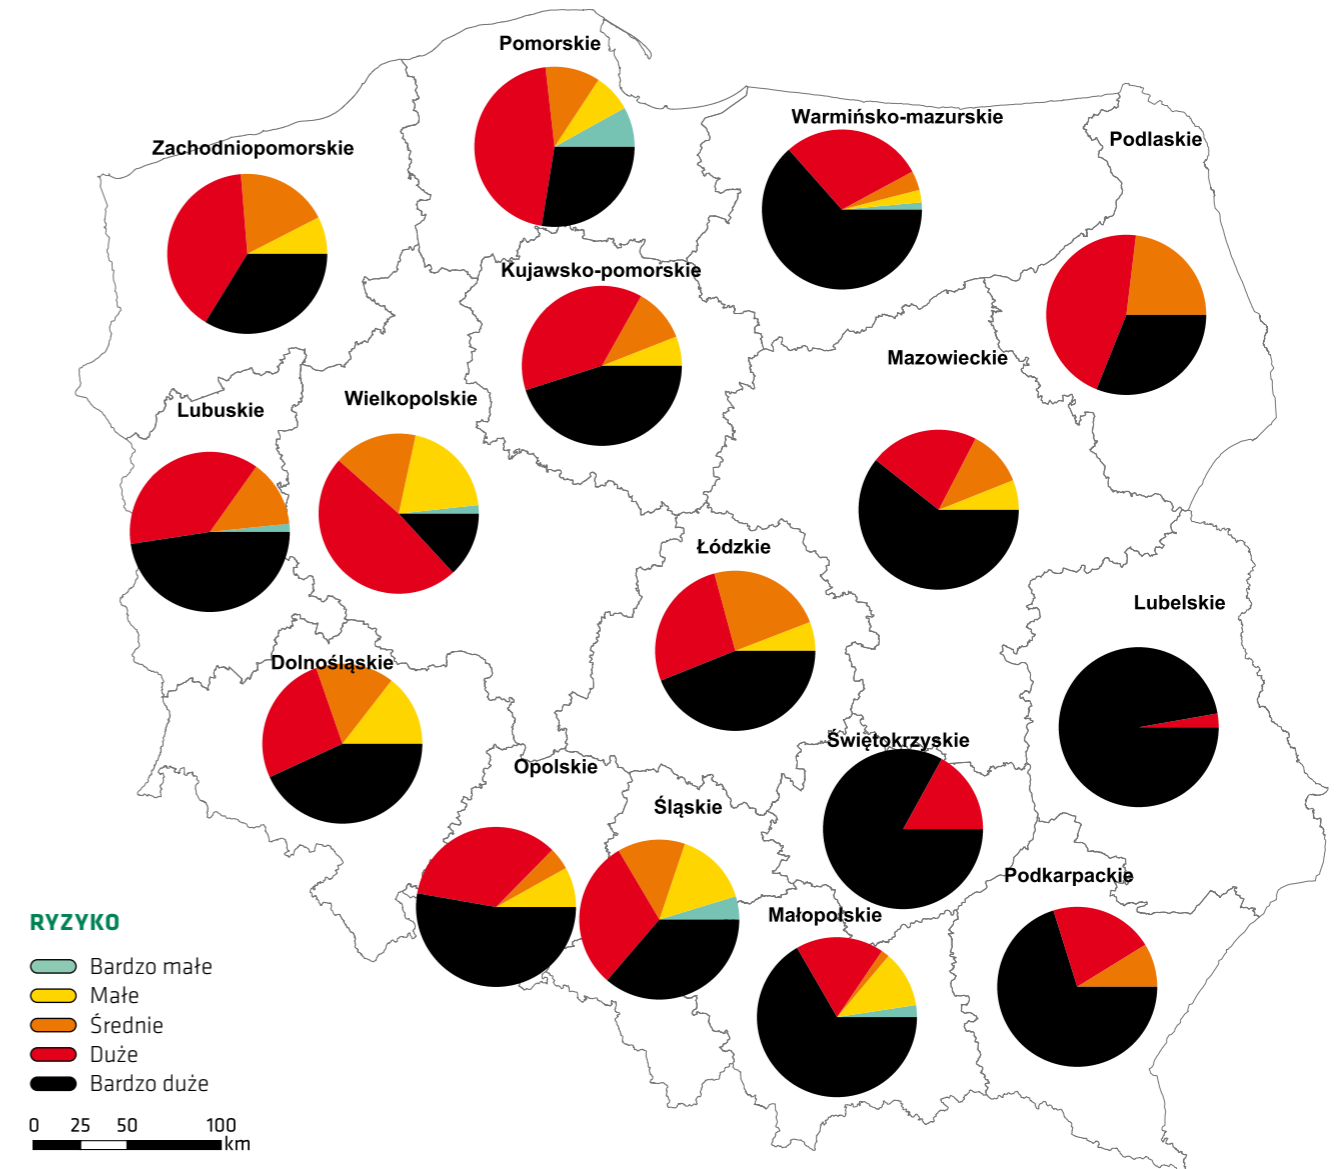 Pomorskie
Warmińsko-mazurskie
Podlaskie
Zachodniopomorskie
Kujawsko-pomorskie
Mazowieckie
Wielkopolskie
Lubuskie
Łódzkie
Lubelskie
Dolnośląskie
Świętokrzyskie
Opolskie
Śląskie
Podkarpackie
Małopolskie
RYZYKO
Bardzo małe
Małe
Średnie
Duże
Bardzo duże
0 25 50 100
km